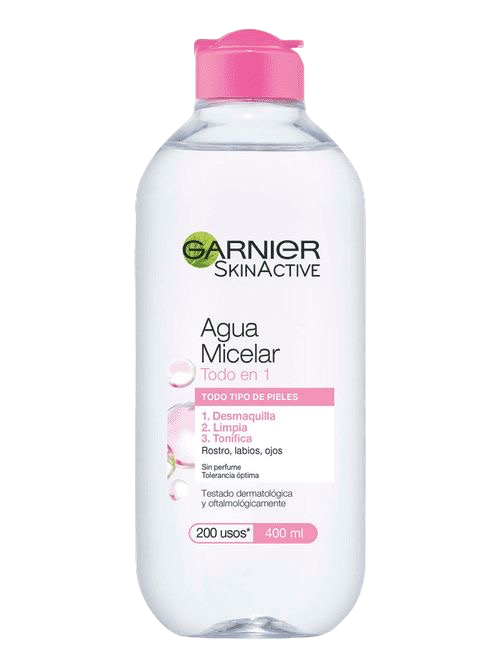 GARNIER
SKINACTIVE
Agua
Micelar
Todo en 1
TODO TIPO DE PIELES
1. Desmaquilla
2. Limpia
3. Tonifica
Rostro, labios, ojos
Sin perfume
Tolerancia óptima
Testado dermatológica
y oftalmológicamente
200 usos* 400 ml